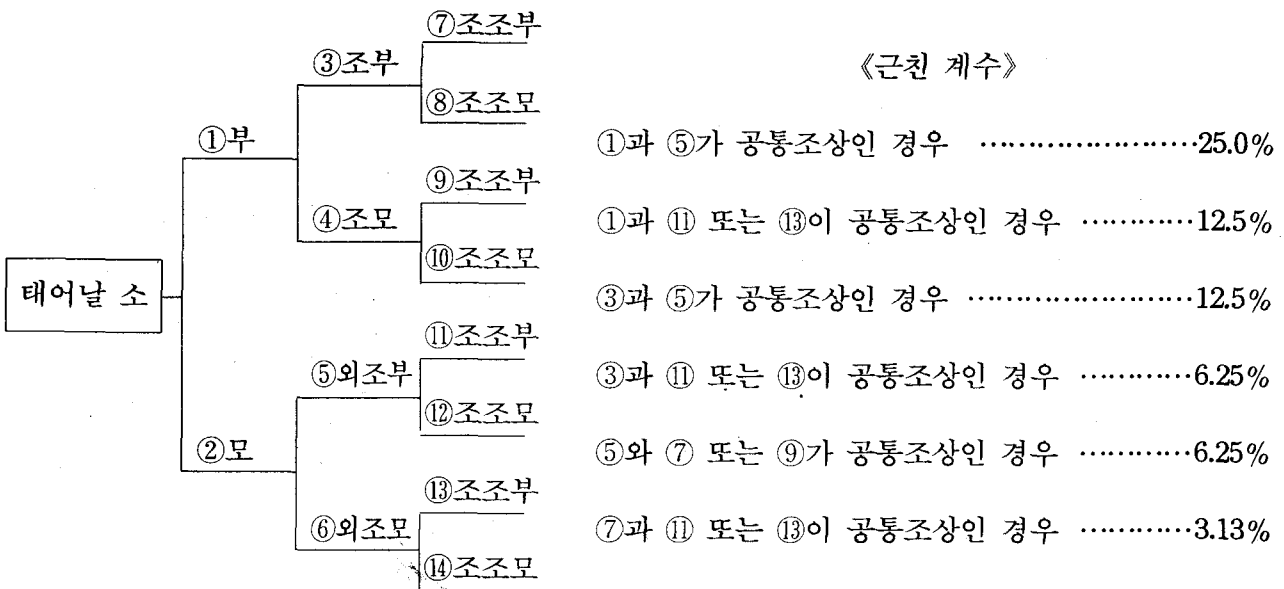 ⑦조조부
③조부
⑧조조모
①부
⑨조조부
④조모
⑩조조모
태어날 소
⑪조조부
⑤외조부
⑫조조모
②모
⑬조조부
⑥외조모
⑭조조모
《근친 계수》
①과 ⑤가 공통조상인 경우 ························25.0%
①과 ⑪ 또는 ⑬이 공통조상인 경우 ············12.5%
③과 ⑤가 공통조상인 경우 ························12.5%
③과 ⑪ 또는 ⑬이 공통조상인 경우 ············6.25%
⑤와 ⑦ 또는 ⑨가 공통조상인 경우 ············6.25%
⑦과 ⑪ 또는 ⑬이 공통조상인 경우 ············3.13%